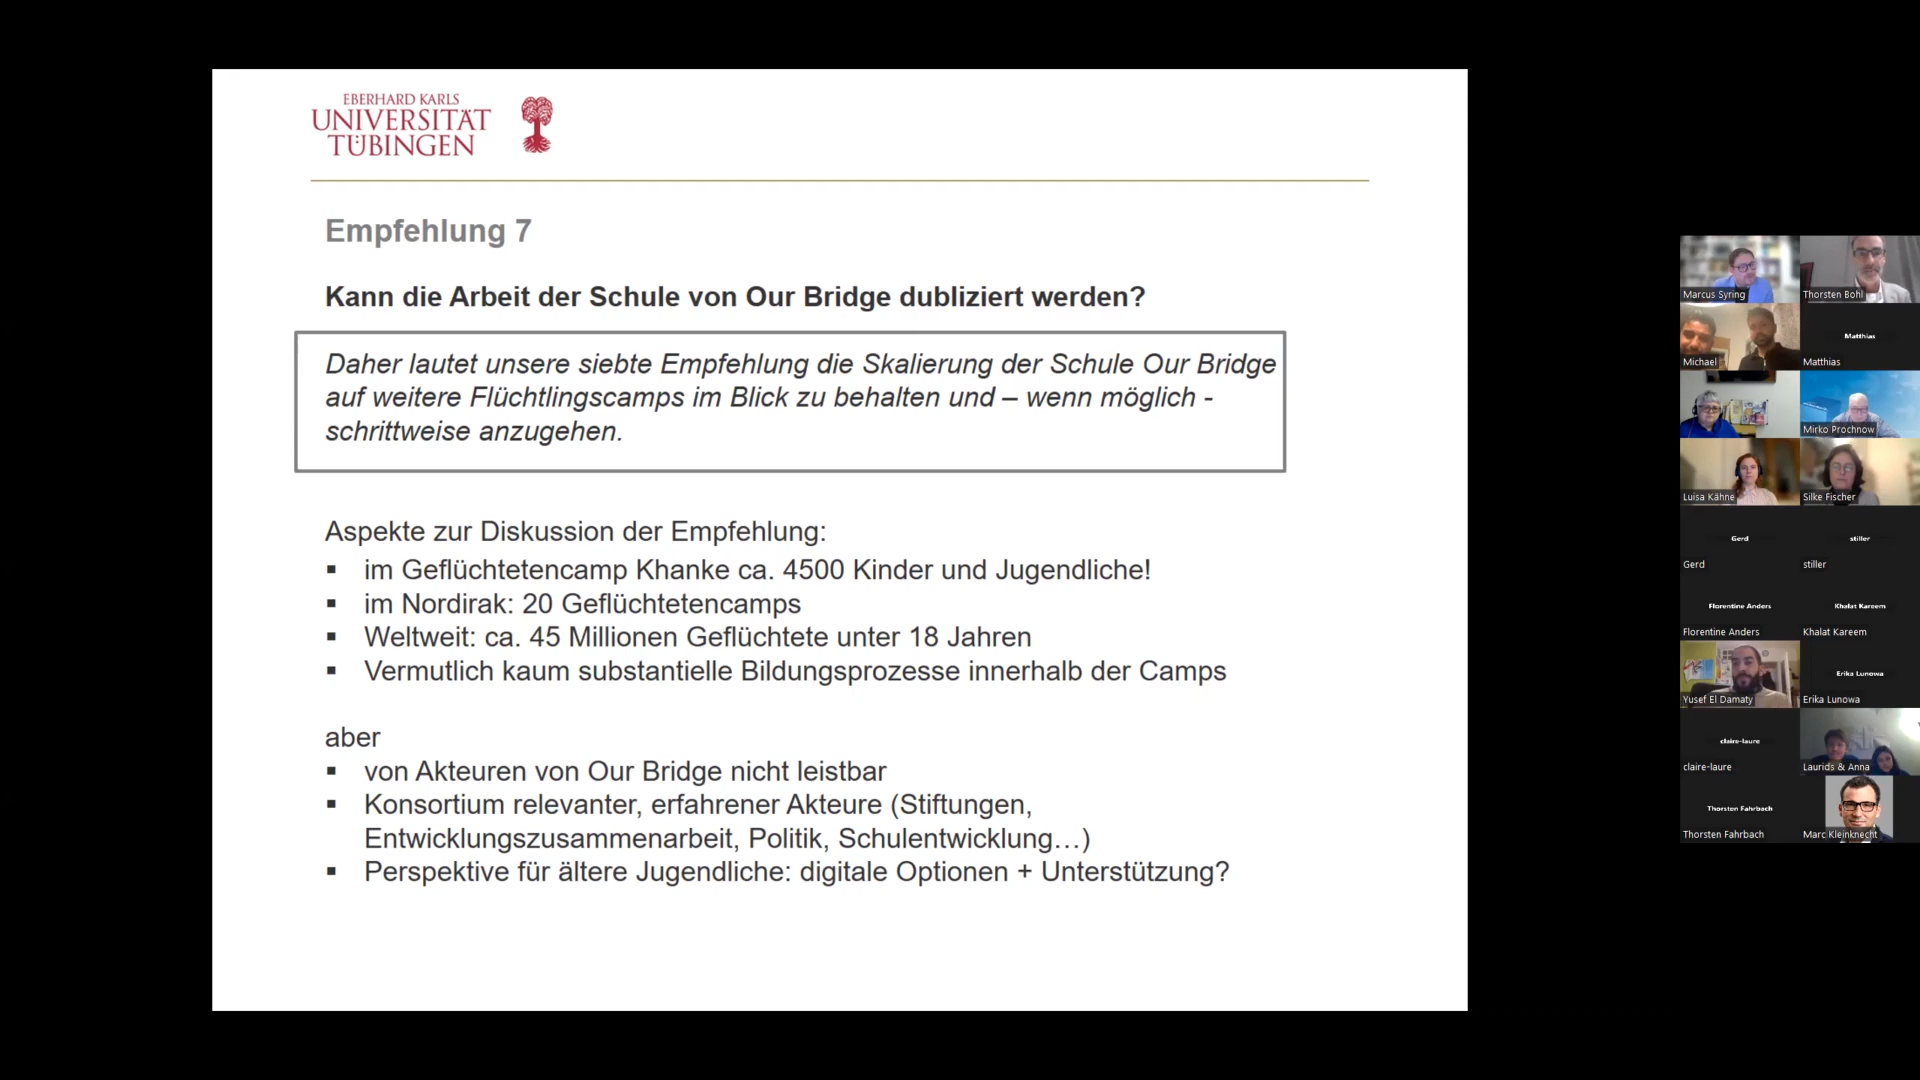 EBERHARD KARLS
UNIVERSITÄT
TÜBINGEN
Empfehlung 7
Kann die Arbeit der Schule von Our Bridge dubliziert werden?
Daher lautet unsere siebte Empfehlung die Skalierung der Schule Our Bridge
auf weitere Flüchtlingscamps im Blick zu behalten und – wenn möglich -
schrittweise anzugehen.
Aspekte zur Diskussion der Empfehlung:
▪ im Geflüchtetencamp Khanke ca. 4500 Kinder und Jugendliche!
▪ im Nordirak: 20 Geflüchtetencamps
▪ Weltweit: ca. 45 Millionen Geflüchtete unter 18 Jahren
▪ Vermutlich kaum substantielle Bildungsprozesse innerhalb der Camps
aber
▪ von Akteuren von Our Bridge nicht leistbar
▪ Konsortium relevanter, erfahrener Akteure (Stiftungen,
Entwicklungszusammenarbeit, Politik, Schulentwicklung…)
▪ Perspektive für ältere Jugendliche: digitale Optionen + Unterstützung?
Marcus Syring
Thorsten Bohl
Michael
Matthias
Matthias
Mirko Prochnow
Luisa Kähne
Silke Fischer
Gerd
Gerd
stiller
stiller
Florentine Anders
Florentine Anders
Khalat Kareem
Khalat Kareem
Yusef El Damaty
Erika Lunowa
Erika Lunowa
claire-laure
claire-laure
Laurids & Anna
Thorsten Fahrbach
Thorsten Fahrbach
Marc Kleinknecht